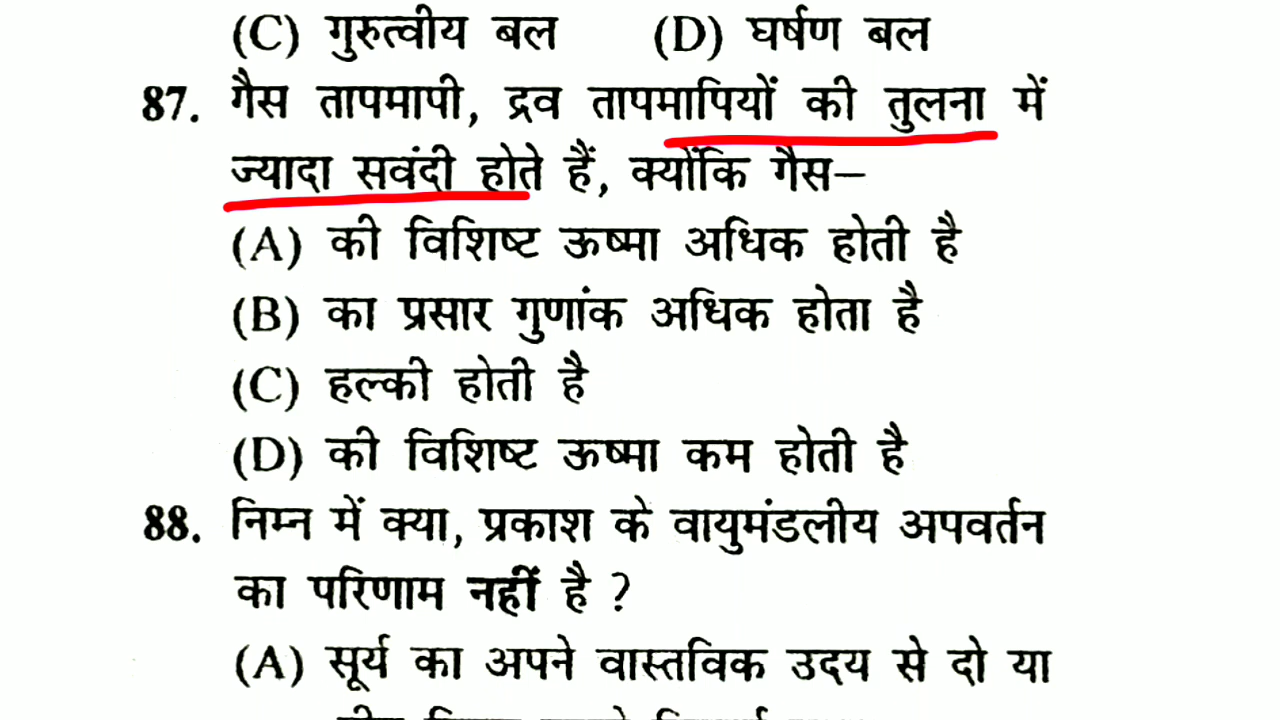 (C) गुरुत्वीय बल (D) घर्षण बल
87. गैस तापमापी, द्रव तापमापियों की तुलना में
ज्यादा सवंदी होते हैं, क्योंकि गैस–
(A) की विशिष्ट ऊष्मा अधिक होती है
(B) का प्रसार गुणांक अधिक होता है
(C) हल्की होती है
(D) की विशिष्ट ऊष्मा कम होती है
88. निम्न में क्या, प्रकाश के वायुमंडलीय अपवर्तन
का परिणाम नहीं है ?
(A) सूर्य का अपने वास्तविक उदय से दो या